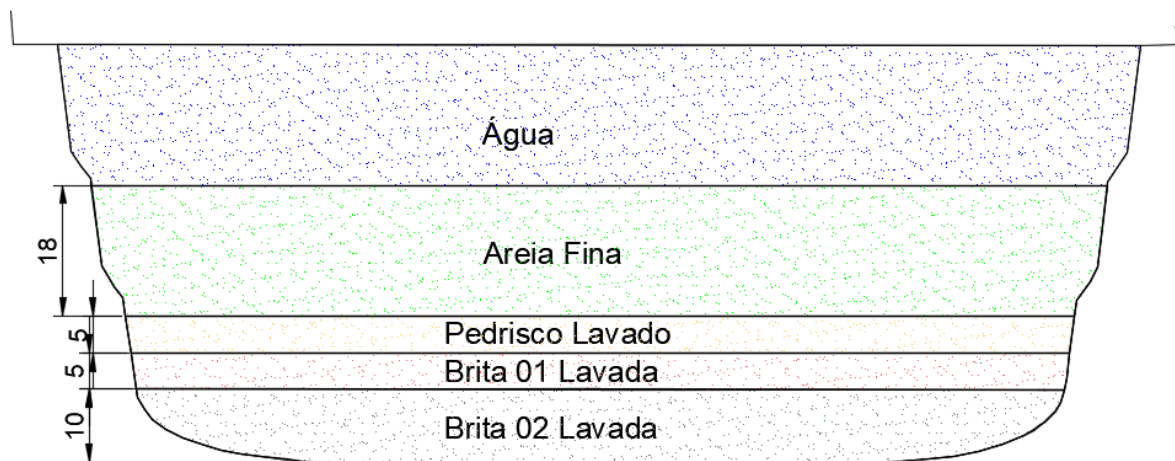 Água
18
Areia Fina
5
Pedrisco Lavado
5
Brita 01 Lavada
10
Brita 02 Lavada